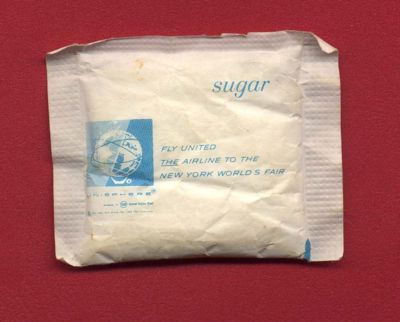 sugar
FLY UNITED
THE AIRLINE TO THE
NEW YORK WORLD'S FAIR
UNISPHERE®